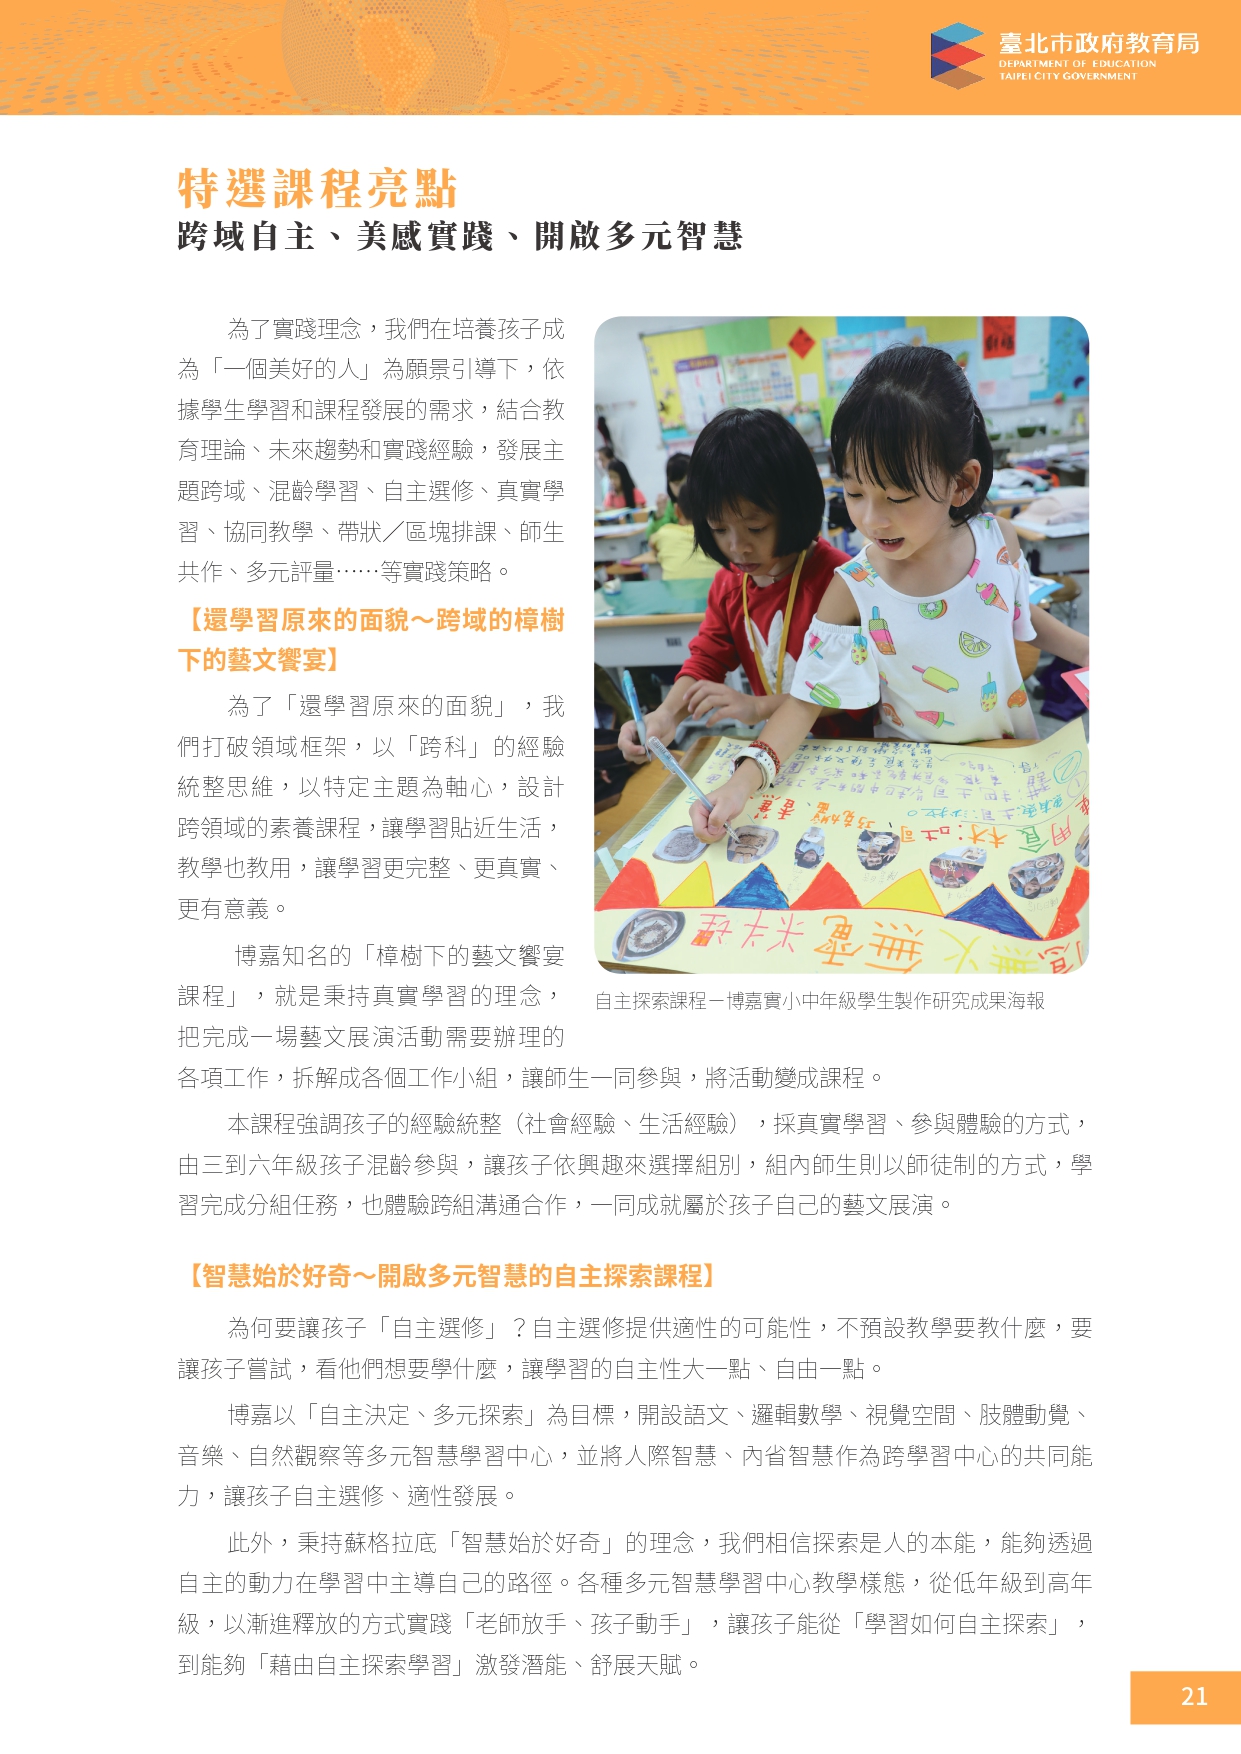 臺北市政府教育局
DEPARTMENT OF EDUCATION
TAIPEI CITY GOVERNMENT
特選課程亮點
跨域自主、美感實踐、開啟多元智慧
為了實踐理念，我們在培養孩子成
為「一個美好的人」為願景引導下，依
據學生學習和課程發展的需求，結合教
育理論、未來趨勢和實踐經驗，發展主
題跨域、混齡學習、自主選修、真實學
習、協同教學、帶狀／區塊排課、師生
共作、多元評量……等實踐策略。
【還學習原來的面貌～跨域的樟樹
下的藝文饗宴】
為了「還學習原來的面貌」，我
們打破領域框架，以「跨科」的經驗
統整思維，以特定主題為軸心，設計
跨領域的素養課程，讓學習貼近生活，
教學也教用，讓學習更完整、更真實、
更有意義。
博嘉知名的「樟樹下的藝文饗宴
課程」，就是秉持真實學習的理念，
把完成一場藝文展演活動需要辦理的
各項工作，拆解成各個工作小組，讓師生一同參與，將活動變成課程。
自主探索課程－博嘉實小中年級學生製作研究成果海報
本課程強調孩子的經驗統整（社會經驗、生活經驗），採真實學習、參與體驗的方式，
由三到六年級孩子混齡參與，讓孩子依興趣來選擇組別，組內師生則以師徒制的方式，學
習完成分組任務，也體驗跨組溝通合作，一同成就屬於孩子自己的藝文展演。
【智慧始於好奇～開啟多元智慧的自主探索課程】
為何要讓孩子「自主選修」？自主選修提供適性的可能性，不預設教學要教什麼，要
讓孩子嘗試，看他們想要學什麼，讓學習的自主性大一點、自由一點。
博嘉以「自主決定、多元探索」為目標，開設語文、邏輯數學、視覺空間、肢體動覺、
音樂、自然觀察等多元智慧學習中心，並將人際智慧、內省智慧作為跨學習中心的共同能
力，讓孩子自主選修、適性發展。
此外，秉持蘇格拉底「智慧始於好奇」的理念，我們相信探索是人的本能，能夠透過
自主的動力在學習中主導自己的路徑。各種多元智慧學習中心教學樣態，從低年級到高年
級，以漸進釋放的方式實踐「老師放手、孩子動手」，讓孩子能從「學習如何自主探索」，
到能夠「藉由自主探索學習」激發潛能、舒展天賦。
21